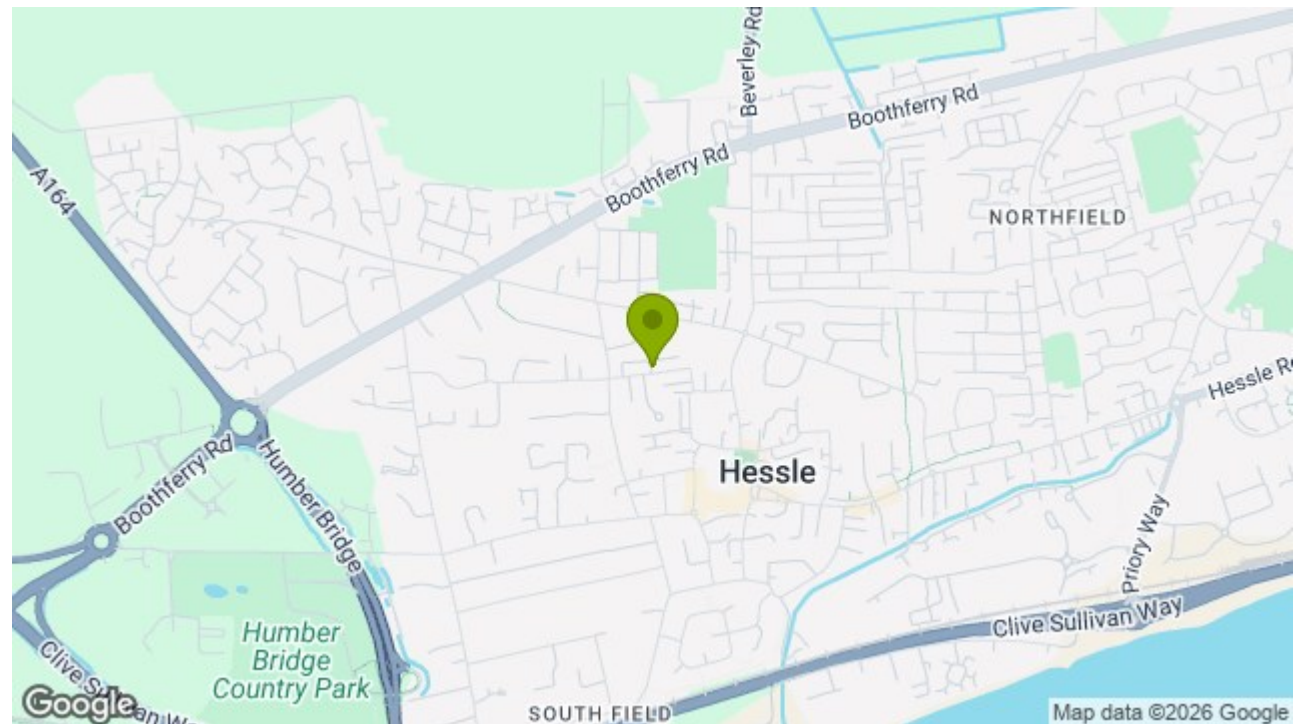 Beverley Rd
Boothferry Rd
Boothferry Rd
A164
NORTHFIELD
Hessle
Boothferry Rd
Humber Bridge
Hessle
Priory Way
Clive Sullivan Way
Humber
Bridge
Country Park
Clive
SOUTH FIELD
Google
Map data ©2026 Google